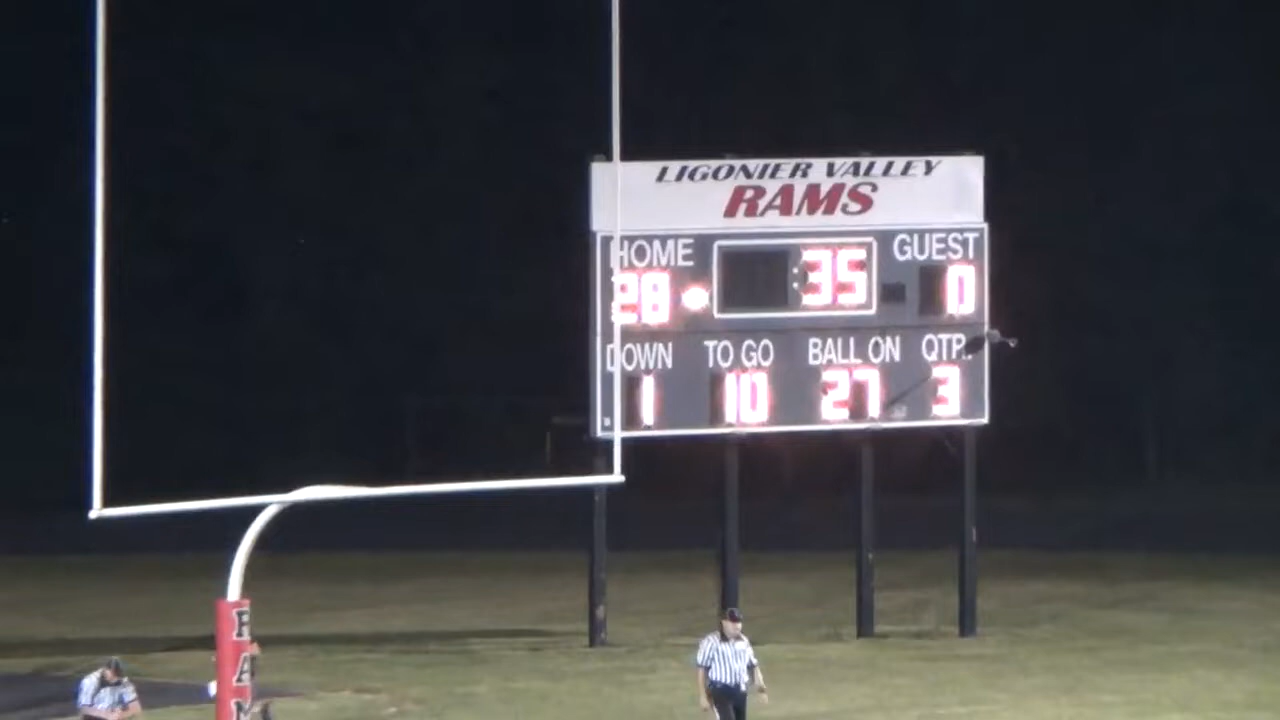 LIGONIER VALLEY
RAMS
HOME :35 GUEST
28 0
DOWN TO GO BALL ON QTR.
1 10 27 3
R
A
M